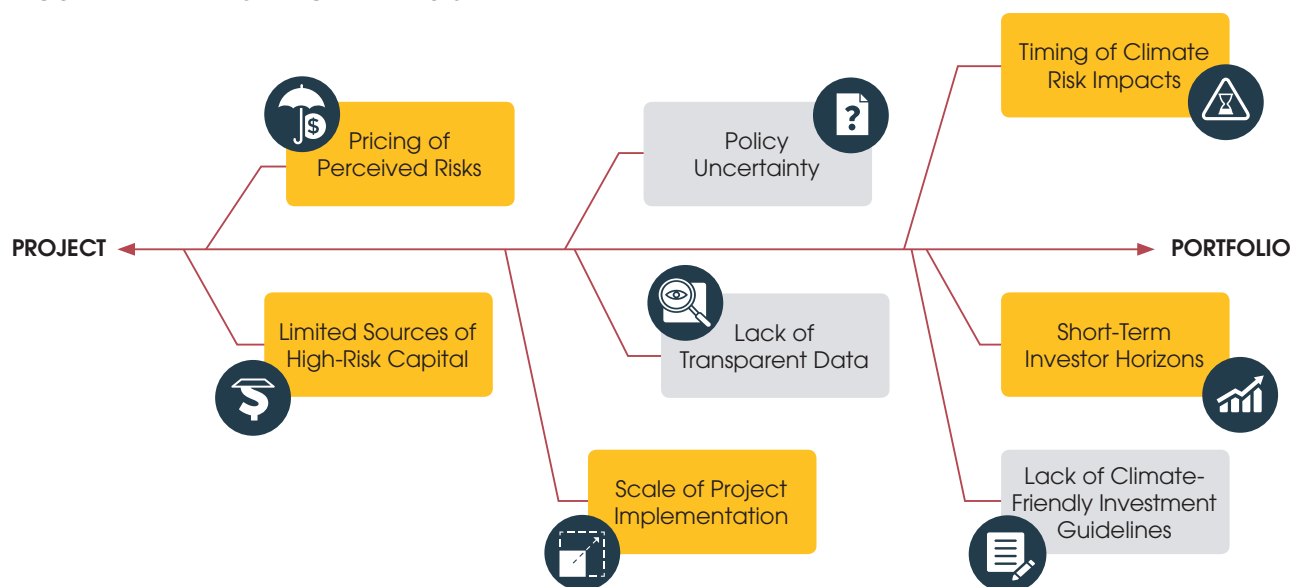 Timing of Climate
Risk Impacts
$
Pricing of
Perceived Risks
?
Policy
Uncertainty
PROJECT
PORTFOLIO
Limited Sources of
High-Risk Capital
$
Lack of
Transparent Data
Short-Term
Investor Horizons
Scale of Project
Implementation
Lack of Climate-
Friendly Investment
Guidelines